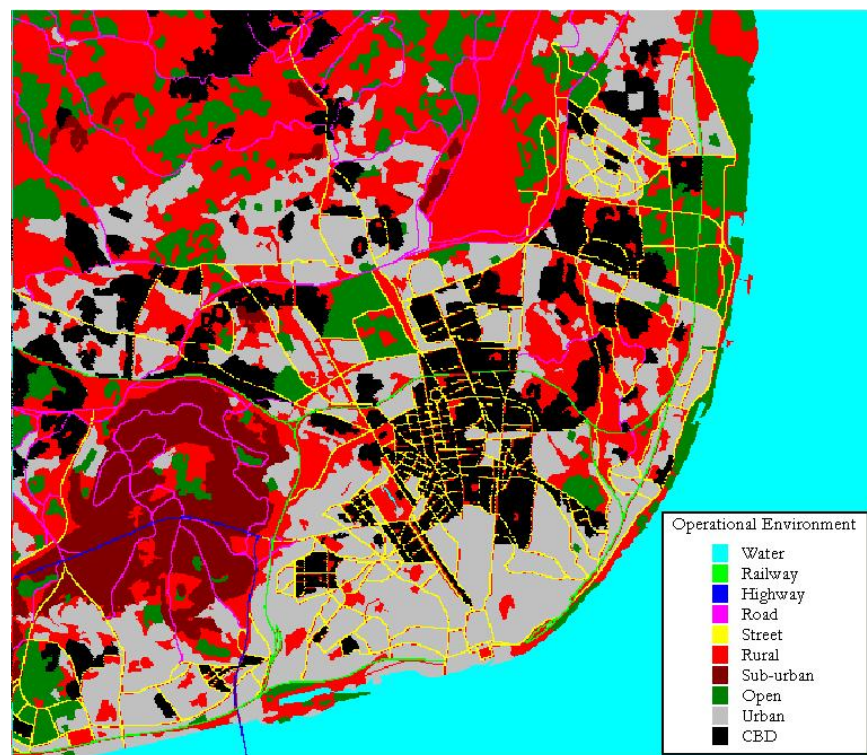 Operational Environment
Water
Railway
Highway
Road
Street
Rural
Sub-urban
Open
Urban
CBD